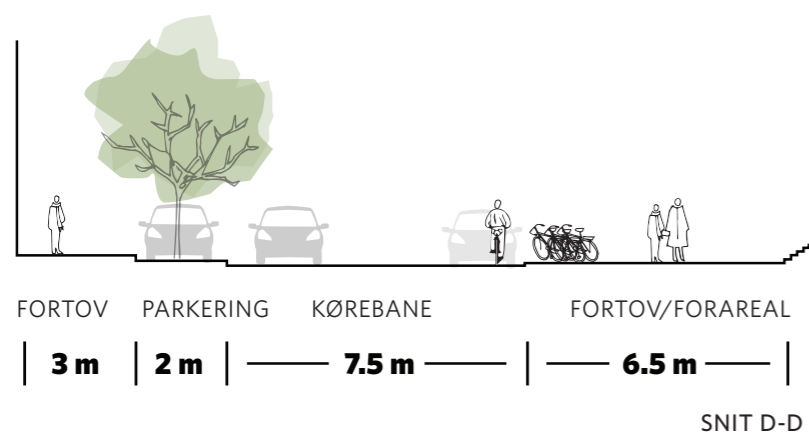 FORTOV PARKERING KØREBANE FORTOV/FORAREAL
3 m 2 m 7.5 m 6.5 m
SNIT D-D